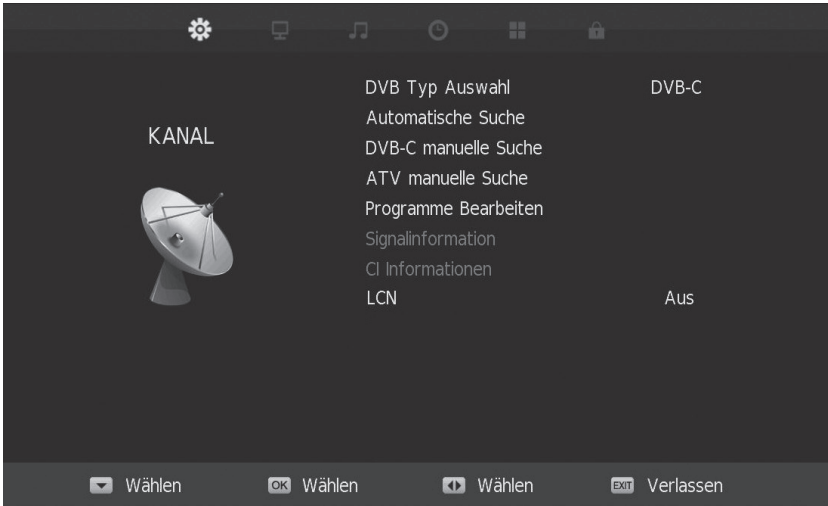 KANAL
DVB Typ Auswahl DVB-C
Automatische Suche
DVB-C manuelle Suche
ATV manuelle Suche
Programme Bearbeiten
Signalinformation
CI Informationen
LCN Aus
Wählen OK Wählen Wählen EXIT Verlassen